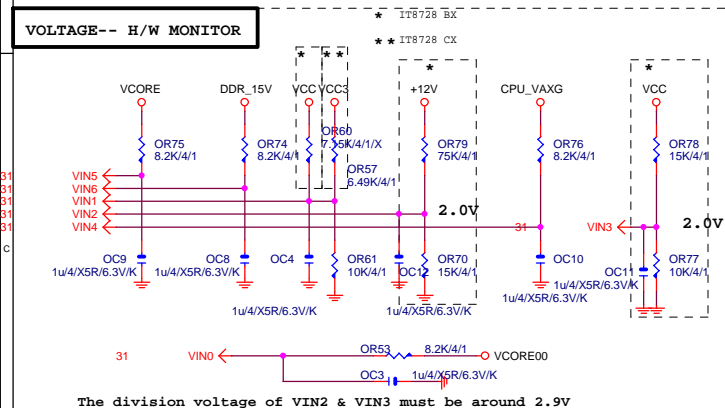 * IT8728 BX
VOLTAGE-- H/W MONITOR
** IT8728 CX
* ** * *
VCORE DDR_15V VCC VCC3 +12V CPU_VAXG VCC
OR60
OR75 OR74 7.15K/4/1/X OR79 OR76 OR78
8.2K/4/1 8.2K/4/1 75K/4/1 8.2K/4/1 15K/4/1
OR57
6.49K/4/1
31 VIN5
31 VIN6
31 VIN1
31 VIN2 2.0V
31 VIN4 31 VIN3 2.0V
C
OC9 OC8 OC4 OR61 OC12 OR70 OC10 OC11 OR77
1u/4/X5R/6.3V/K 1u/4/X5R/6.3V/K 10K/4/1 15K/4/1 1u/4/X5R/6.3V/K 10K/4/1
1u/4/X5R/6.3V/K 1u/4/X5R/6.3V/K 1u/4/X5R/6.3V/K
31 VIN0 OR53 8.2K/4/1 VCORE00
OC3 1u/4/X5R/6.3V/K
The division voltage of VIN2 & VIN3 must be around 2.9V